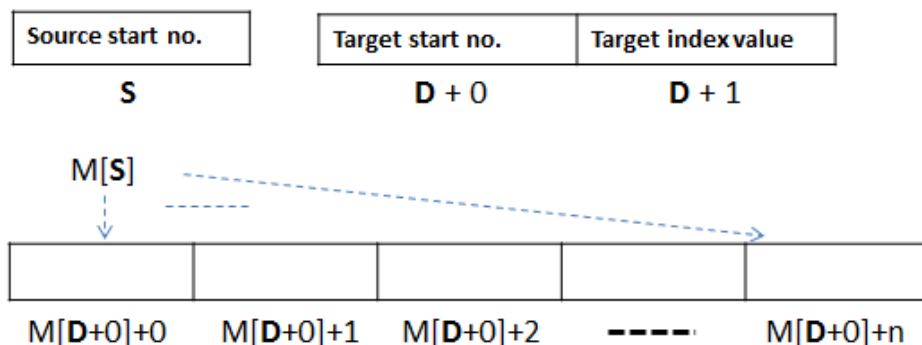 Source start no. Target start no. Target index value
S D + 0 D + 1
M[S]
M[D+0]+0 M[D+0]+1 M[D+0]+2 ----- M[D+0]+n